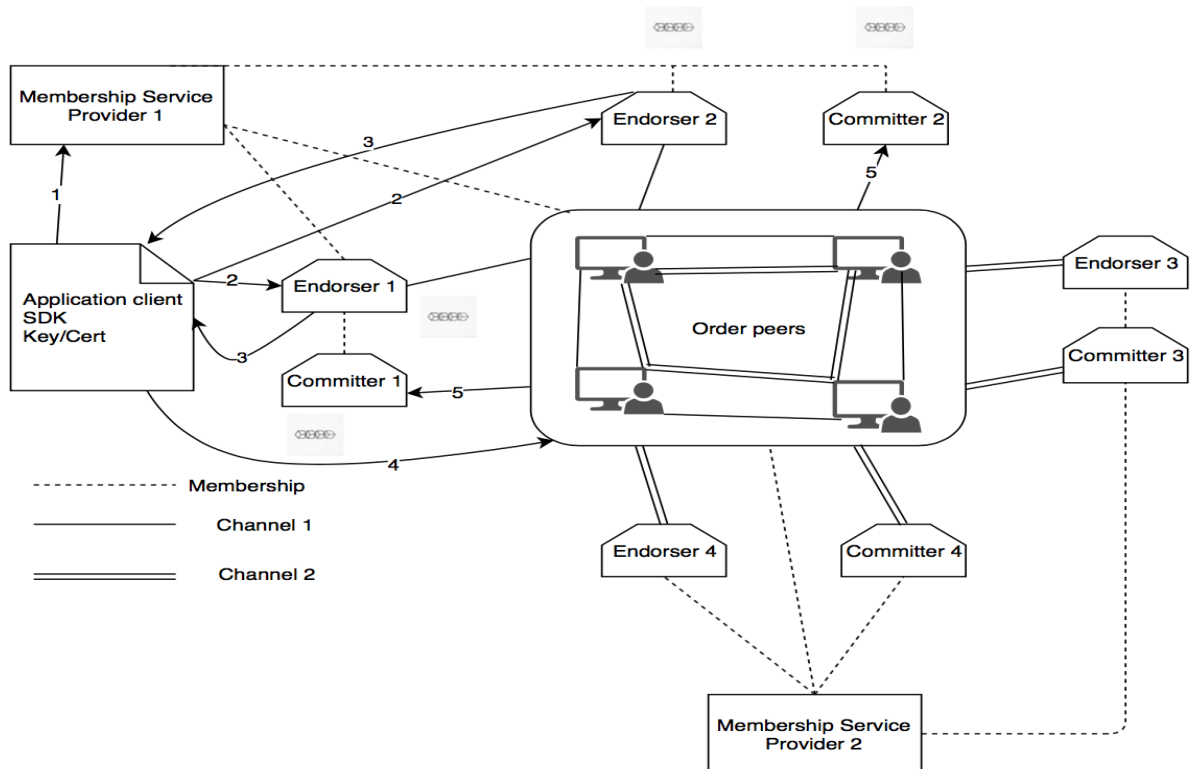 Membership Service
Provider 1
Endorser 2
Committer 2
3
5
1
2
Application client
SDK
Key/Cert
2
Endorser 1
3
Committer 1
5
Order peers
Endorser 3
Committer 3
4
Membership
Channel 1
Channel 2
Endorser 4
Committer 4
Membership Service
Provider 2